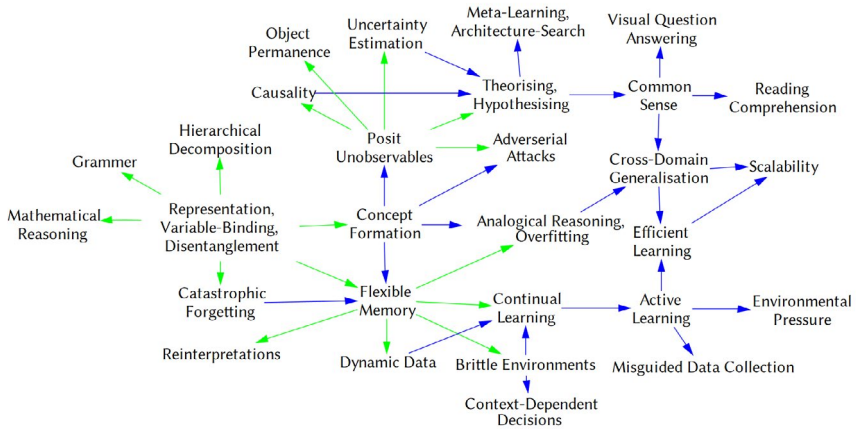 Object
Permanence
Uncertainty
Estimation
Meta-Learning,
Architecture-Search
Visual Question
Answering
Causality
Theorising,
Hypothesising
Common
Sense
Reading
Comprehension
Hierarchical
Decomposition
Posit
Unobservables
Adverserial
Attacks
Grammer
Cross-Domain
Generalisation
Scalability
Mathematical
Reasoning
Representation,
Variable-Binding,
Disentanglement
Concept
Formation
Analogical Reasoning,
Overfitting
Efficient
Learning
Catastrophic
Forgetting
Flexible
Memory
Continual
Learning
Active
Learning
Environmental
Pressure
Reinterpretations
Dynamic Data
Brittle Environments
Misguided Data Collection
Context-Dependent
Decisions